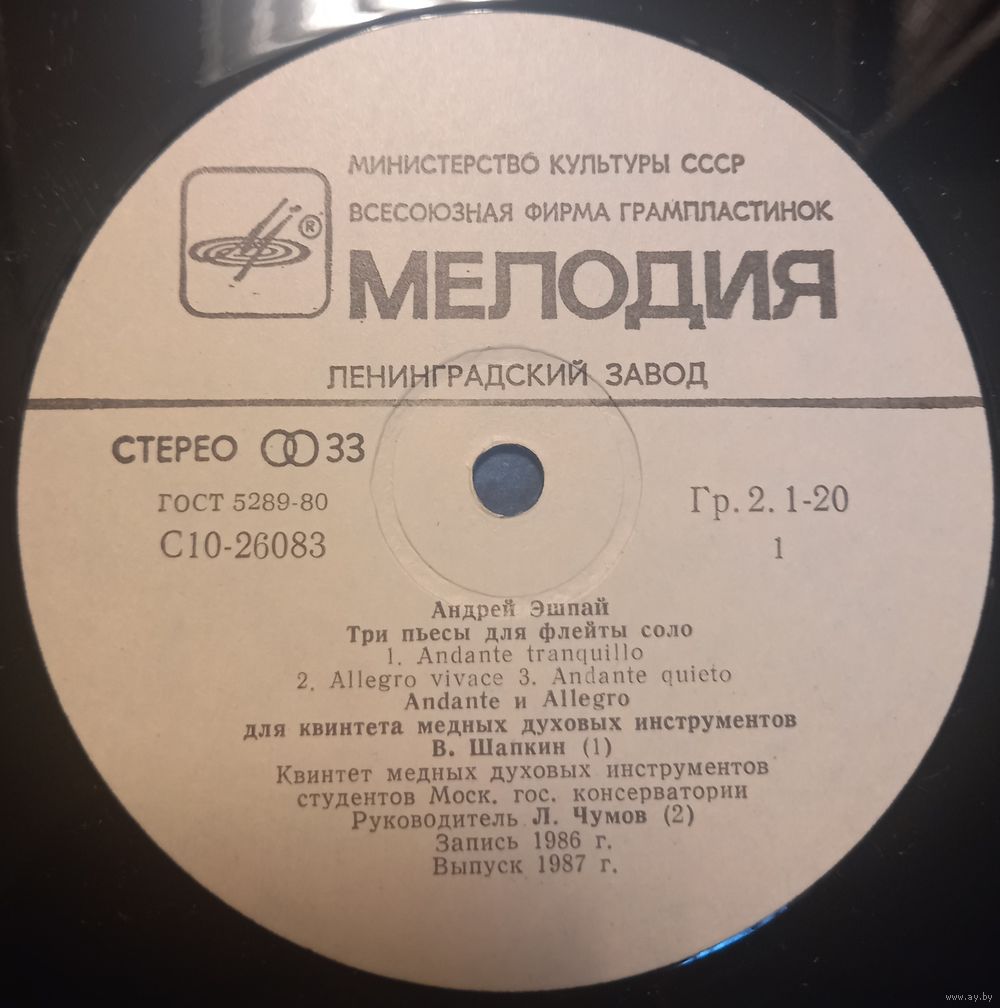 МИНИСТЕРСТВО КУЛЬТУРЫ СССР
ВСЕСОЮЗНАЯ ФИРМА ГРАМПЛАСТИНОК
®
МЕЛОДИЯ
ЛЕНИНГРАДСКИЙ ЗАВОД
СТЕРЕО 33
ГОСТ 5289-80
Гр. 2. 1-20
С10-26083
1
Андрей Эшпай
Три пьесы для флейты соло
1. Andante tranquillo
2. Allegro vivace 3. Andante quieto
Andante и Allegro
для квинтета медных духовых инструментов
В. Шапкин (1)
Квинтет медных духовых инструментов
студентов Моск. гос. консерватории
Руководитель Л. Чумов (2)
Запись 1986 г.
Выпуск 1987 г.
www.ay.by